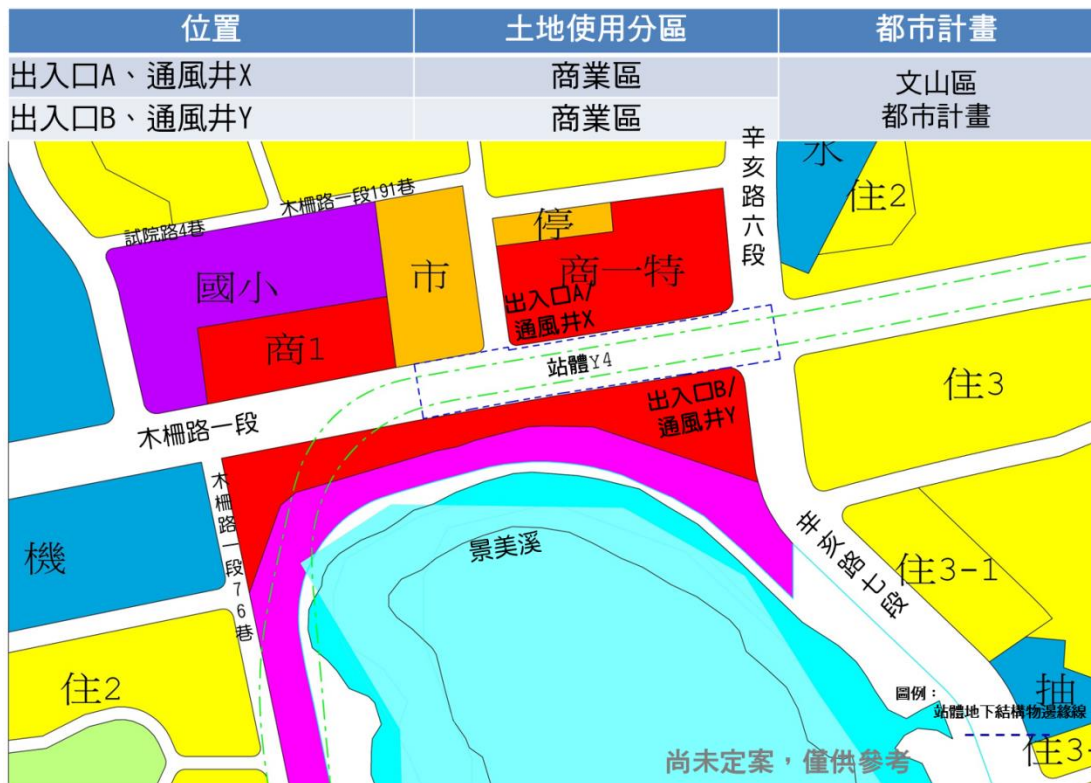 位置 土地使用分區 都市計畫
出入口A、通風井X 商業區 文山區
都市計畫
出入口B、通風井Y 商業區
辛亥路六段
住2
木柵路一段191巷
試院路4巷
停
國小
市
商一特
出入口A/
通風井X
商1
站體Y4
住3
出入口B/
通風井Y
木柵路一段
木柵路一段76巷
機
景美溪
辛亥路七段
住3-1
住2
抽
圖例：
站體地下結構物邊緣線
住3-
尚未定案，僅供參考